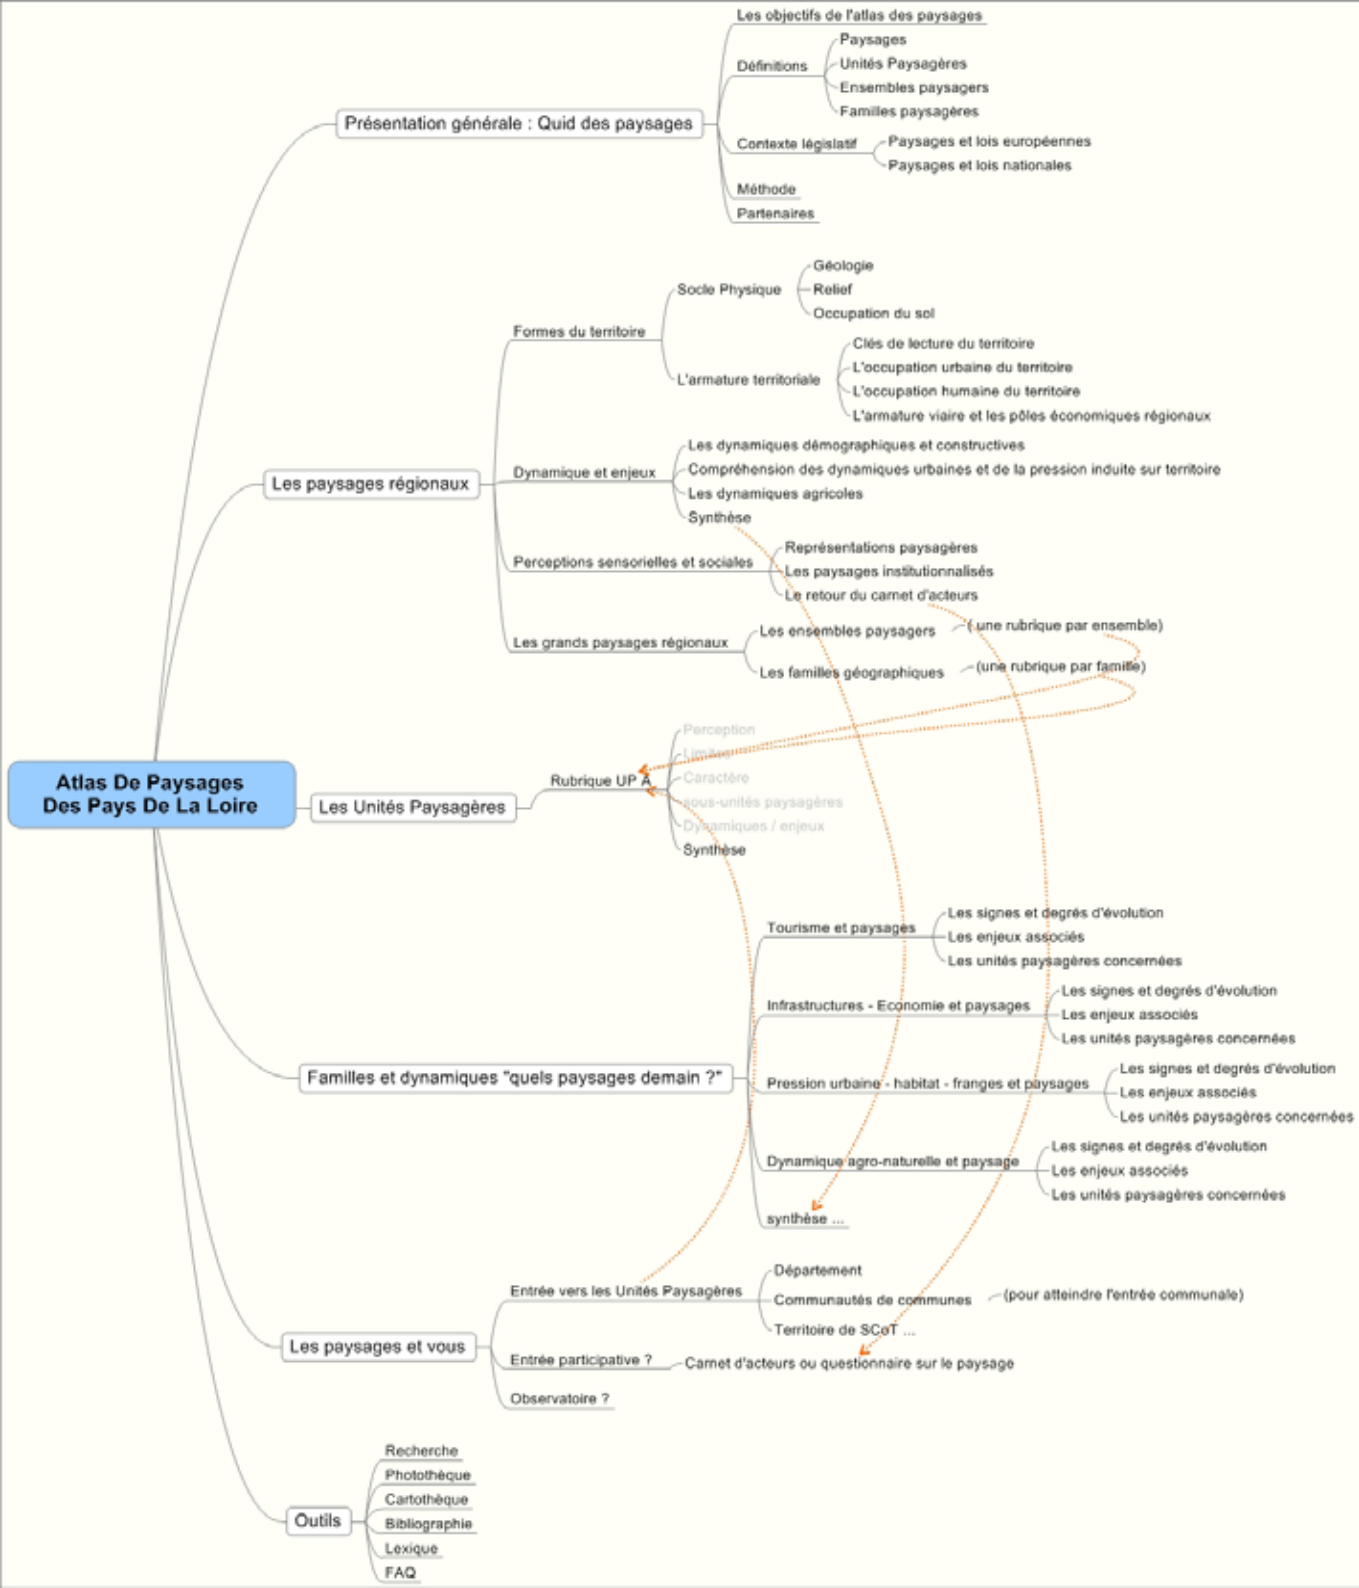 Les objectifs de l'atlas des paysages
Définitions
Paysages
Unités Paysagères
Ensembles paysagers
Familles paysagères
Présentation générale : Quid des paysages
Contexte législatif
Paysages et lois européennes
Paysages et lois nationales
Méthode
Partenaires
Les paysages régionaux
Formes du territoire
Socle Physique
Géologie
Relief
Occupation du sol
L'armature territoriale
Clés de lecture du territoire
L'occupation urbaine du territoire
L'occupation humaine du territoire
L'armature viaire et les pôles économiques régionaux
Dynamique et enjeux
Les dynamiques démographiques et constructives
Compréhension des dynamiques urbaines et de la pression induite sur territoire
Les dynamiques agricoles
Synthèse
Perceptions sensorielles et sociales
Représentations paysagères
Les paysages institutionnalisés
Le retour du carnet d'acteurs
Les grands paysages régionaux
Les ensembles paysagers
( une rubrique par ensemble)
Les familles géographiques
(une rubrique par famille)
Atlas De Paysages
Des Pays De La Loire
Les Unités Paysagères
Rubrique UP A
Perception
Limites
Caractère
sous-unités paysagères
Dynamiques / enjeux
Synthèse
Familles et dynamiques "quels paysages demain ?"
Tourisme et paysages
Les signes et degrés d'évolution
Les enjeux associés
Les unités paysagères concernées
Infrastructures - Economie et paysages
Les signes et degrés d'évolution
Les enjeux associés
Les unités paysagères concernées
Pression urbaine - habitat - franges et paysages
Les signes et degrés d'évolution
Les enjeux associés
Les unités paysagères concernées
Dynamique agro-naturelle et paysage
Les signes et degrés d'évolution
Les enjeux associés
Les unités paysagères concernées
synthèse ...
Les paysages et vous
Entrée vers les Unités Paysagères
Département
Communautés de communes
(pour atteindre l'entrée communale)
Territoire de SCoT ...
Entrée participative ?
Carnet d'acteurs ou questionnaire sur le paysage
Observatoire ?
Outils
Recherche
Photothèque
Cartothèque
Bibliographie
Lexique
FAQ